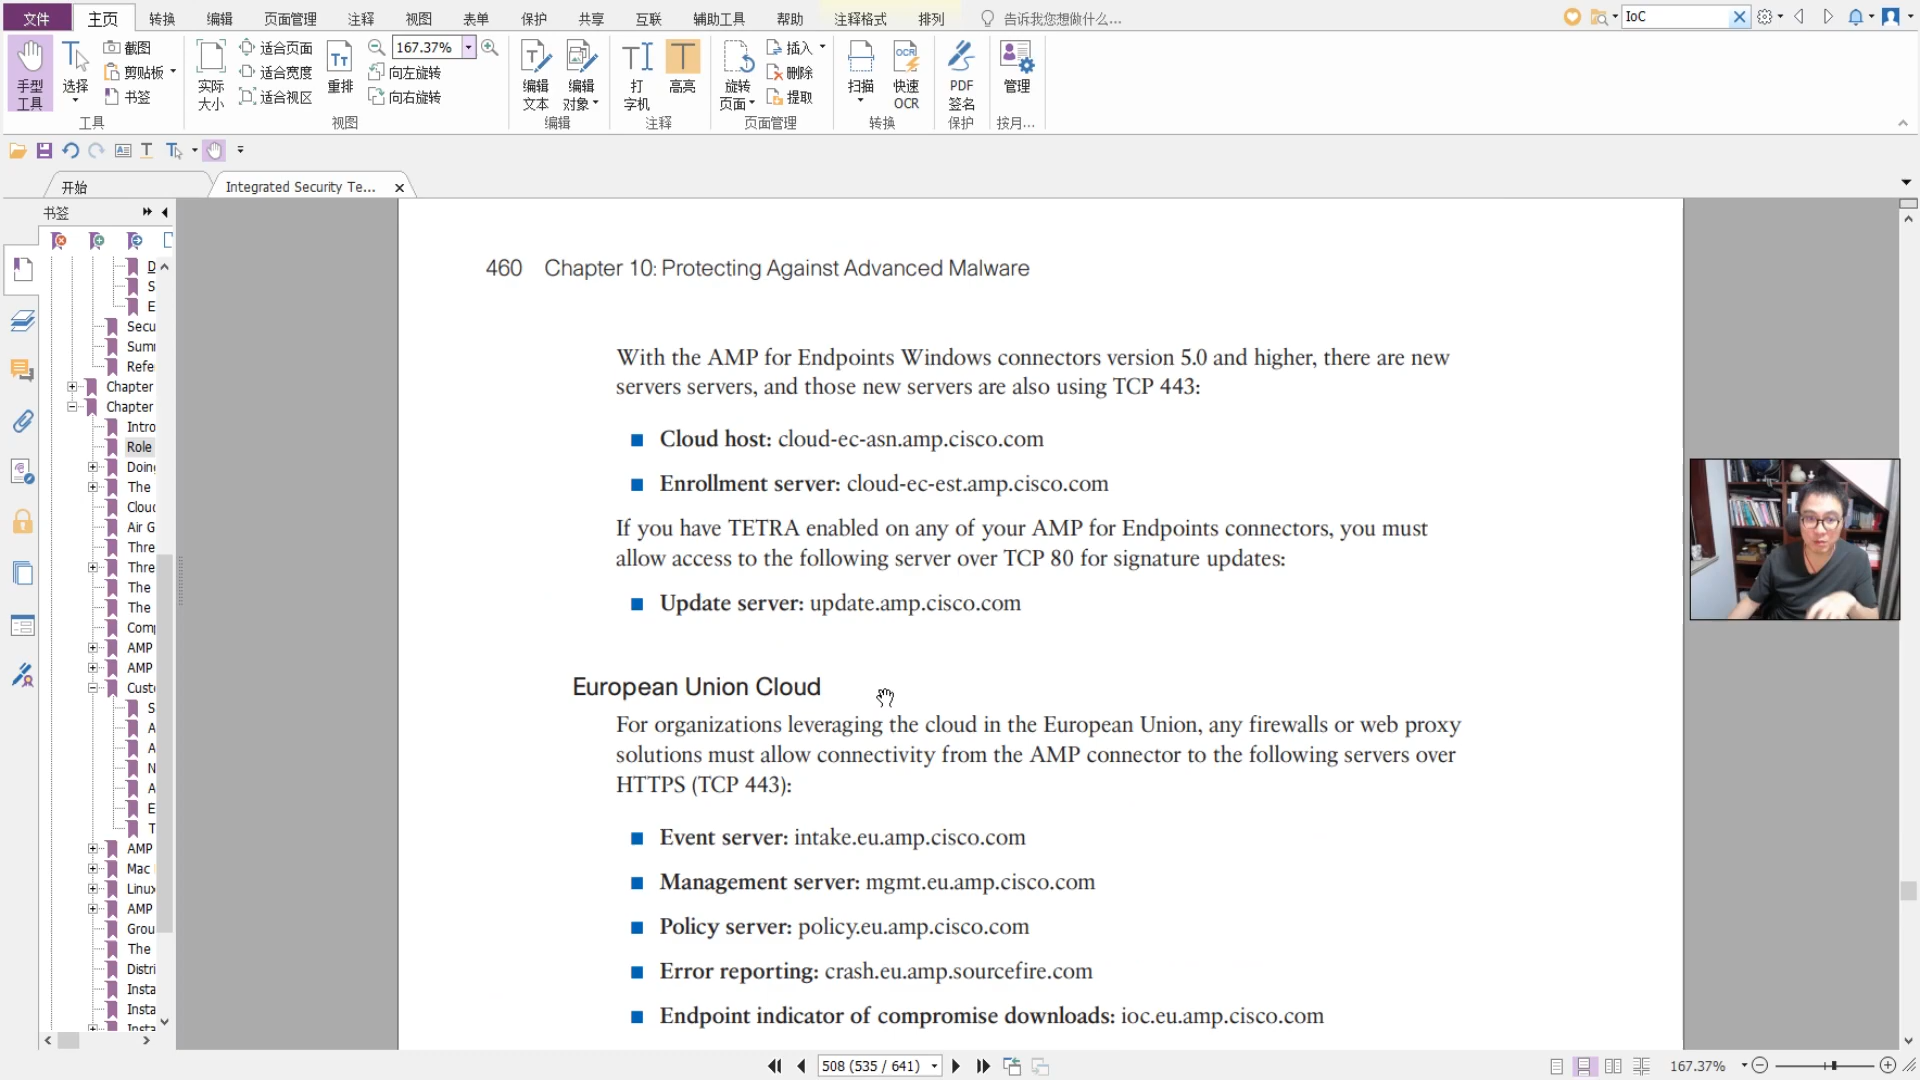 文件 主页 转换 编辑 页面管理 注释 视图 表单 保护 共享 互联 辅助工具 帮助 注释格式 排列 告诉我您想做什么... IoC
手型工具 选择 截图 剪贴板 书签
实际大小 适合页面 适合宽度 适合视区 重排 167.37% 向左旋转 向右旋转
编辑文本 编辑对象 打字机 高亮 旋转页面 插入 删除 提取 扫描 快速OCR PDF签名 管理
工具 视图 编辑 注释 页面管理 转换 保护 按月...
开始 Integrated Security Te...
书签
D
S
E
Secu
Sum
Refe
Chapter
Chapter
Intro
Role
Doin
The
Clou
Air G
Thre
Thre
The
The
Com
AMP
AMP
Cust
S
A
A
N
A
E
T
AMP
Mac
Linux
AMP
Grou
The
Distri
Insta
Insta
Insta
460 Chapter 10: Protecting Against Advanced Malware
With the AMP for Endpoints Windows connectors version 5.0 and higher, there are new
servers servers, and those new servers are also using TCP 443:
■ Cloud host: cloud-ec-asn.amp.cisco.com
■ Enrollment server: cloud-ec-est.amp.cisco.com
If you have TETRA enabled on any of your AMP for Endpoints connectors, you must
allow access to the following server over TCP 80 for signature updates:
■ Update server: update.amp.cisco.com
European Union Cloud
For organizations leveraging the cloud in the European Union, any firewalls or web proxy
solutions must allow connectivity from the AMP connector to the following servers over
HTTPS (TCP 443):
■ Event server: intake.eu.amp.cisco.com
■ Management server: mgmt.eu.amp.cisco.com
■ Policy server: policy.eu.amp.cisco.com
■ Error reporting: crash.eu.amp.sourcefire.com
■ Endpoint indicator of compromise downloads: ioc.eu.amp.cisco.com
508 (535 / 641) 167.37%